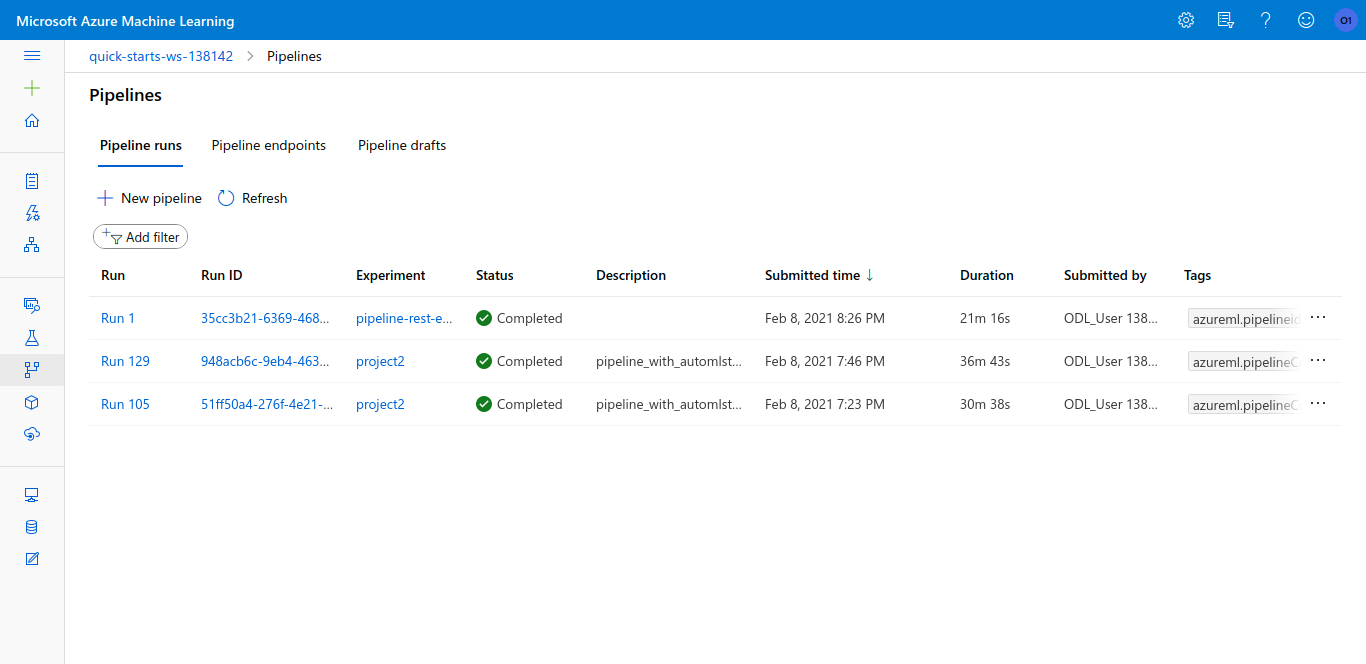 Microsoft Azure Machine Learning
O1
quick-starts-ws-138142 > Pipelines
Pipelines
Pipeline runs Pipeline endpoints Pipeline drafts
New pipeline Refresh
Add filter
Run Run ID Experiment Status Description Submitted time ↓ Duration Submitted by Tags
Run 1 35cc3b21-6369-468... pipeline-rest-e... Completed Feb 8, 2021 8:26 PM 21m 16s ODL_User 138... azureml.pipelineid ...
Run 129 948acb6c-9eb4-463... project2 Completed pipeline_with_automlst... Feb 8, 2021 7:46 PM 36m 43s ODL_User 138... azureml.pipelineC ...
Run 105 51ff50a4-276f-4e21-... project2 Completed pipeline_with_automlst... Feb 8, 2021 7:23 PM 30m 38s ODL_User 138... azureml.pipelineC ...